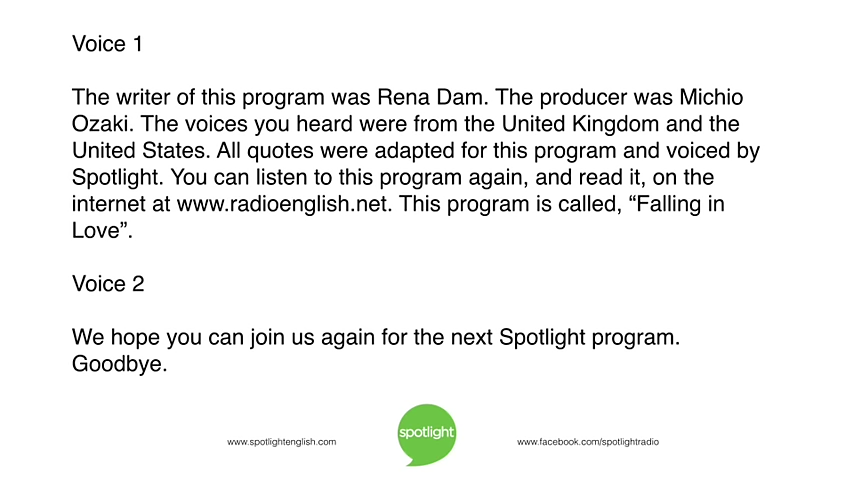 Voice 1
The writer of this program was Rena Dam. The producer was Michio
Ozaki. The voices you heard were from the United Kingdom and the
United States. All quotes were adapted for this program and voiced by
Spotlight. You can listen to this program again, and read it, on the
internet at www.radioenglish.net. This program is called, “Falling in
Love”.
Voice 2
We hope you can join us again for the next Spotlight program.
Goodbye.
www.spotlightenglish.com
spotlight
www.facebook.com/spotlightradio